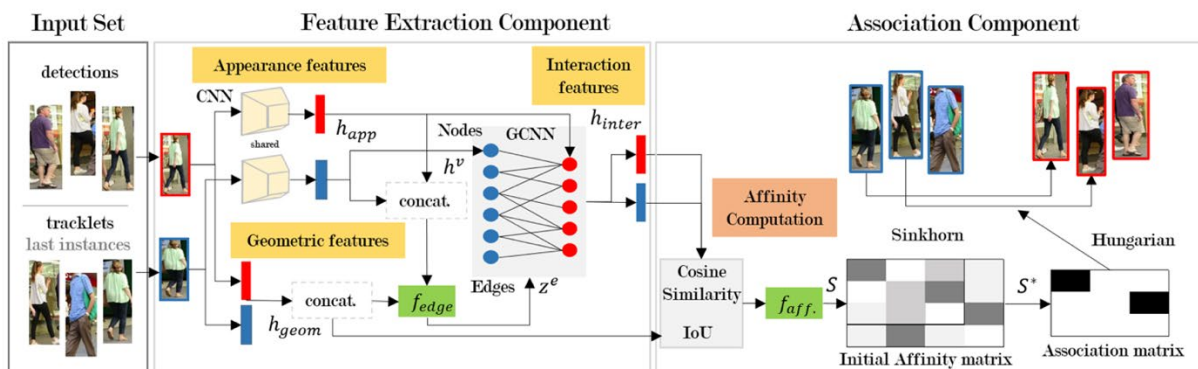 Input Set
Feature Extraction Component
Association Component
detections
tracklets
last instances
Appearance features
CNN
shared
h_app
Nodes
h^v
concat.
GCNN
Interaction
features
h_inter
Geometric features
concat.
h_geom
f_edge
Edges
z^e
Affinity
Computation
Cosine
Similarity
IoU
f_aff.
S
Sinkhorn
Initial Affinity matrix
S*
Hungarian
Association matrix